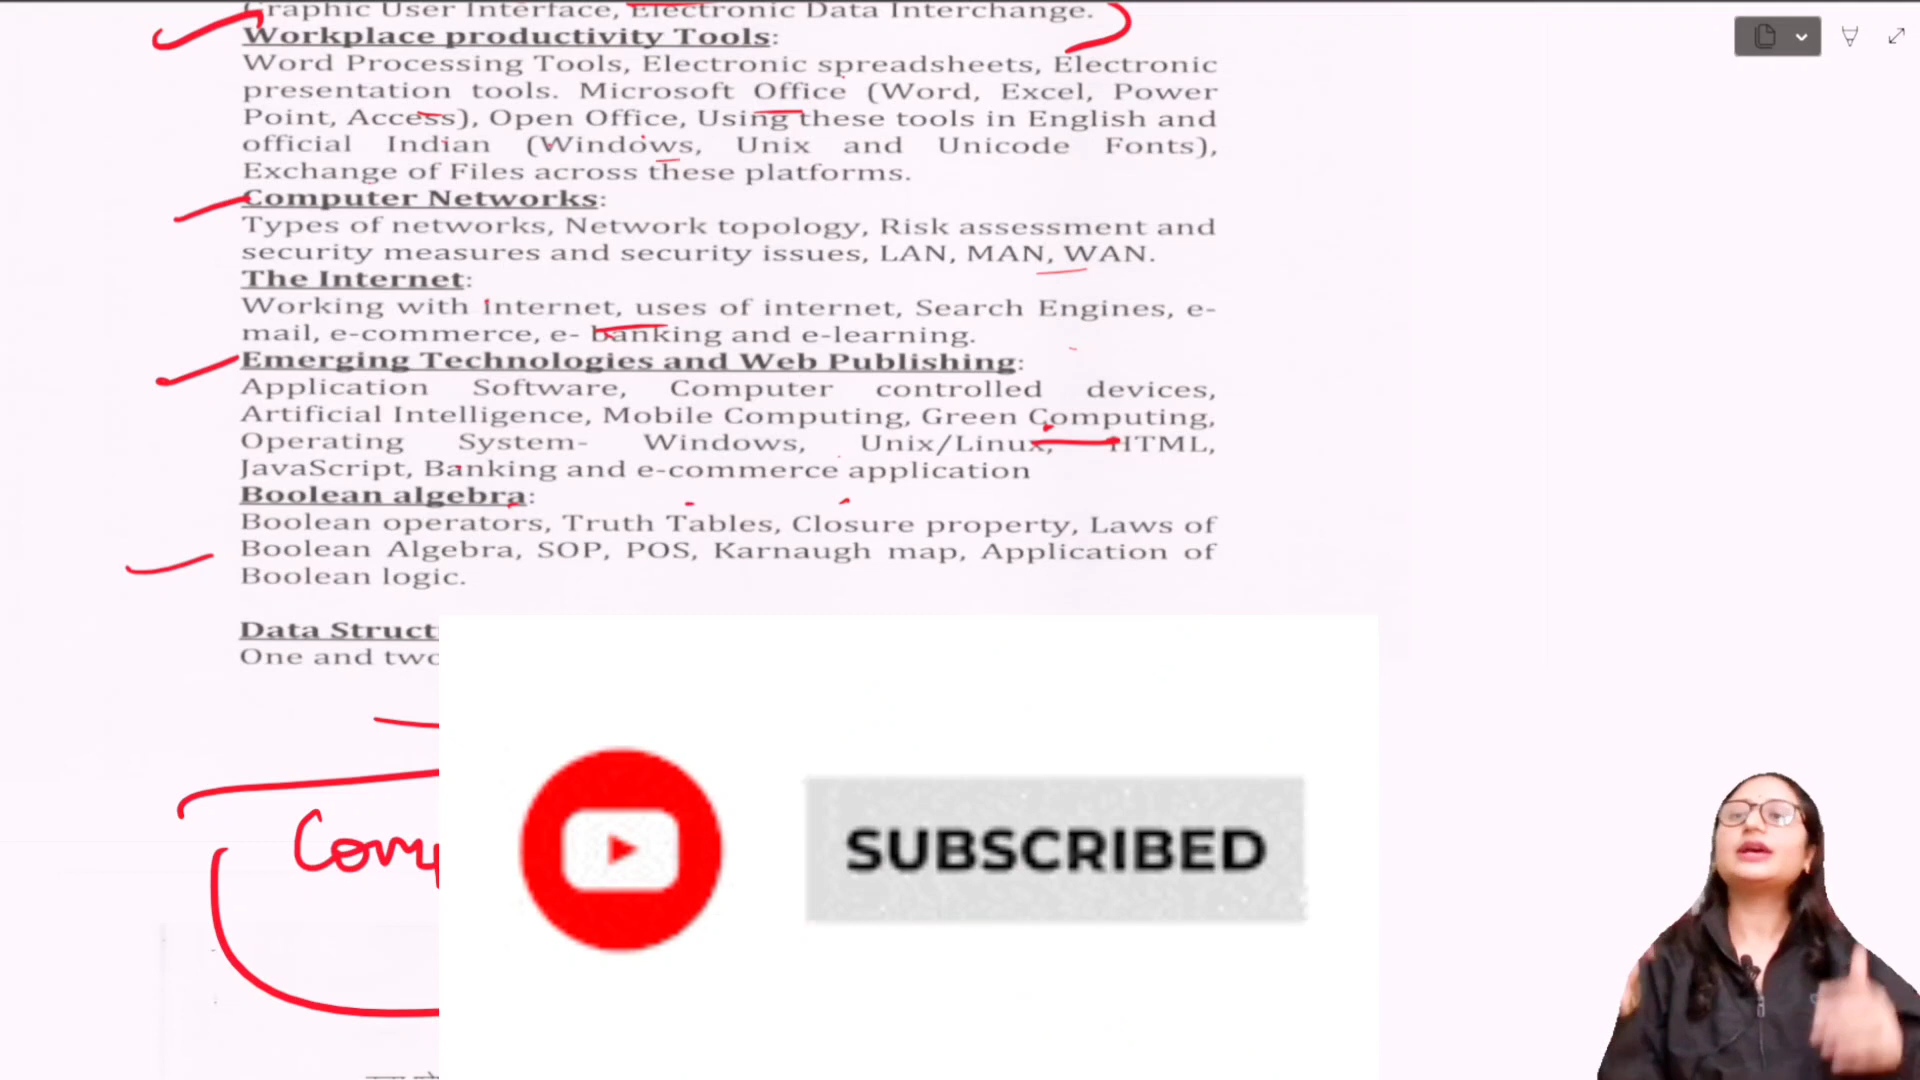 Graphic User Interface, Electronic Data Interchange.
Workplace productivity Tools:
Word Processing Tools, Electronic spreadsheets, Electronic
presentation tools. Microsoft Office (Word, Excel, Power
Point, Access), Open Office, Using these tools in English and
official Indian (Windows, Unix and Unicode Fonts),
Exchange of Files across these platforms.
Computer Networks:
Types of networks, Network topology, Risk assessment and
security measures and security issues, LAN, MAN, WAN.
The Internet:
Working with Internet, uses of internet, Search Engines, e-
mail, e-commerce, e- banking and e-learning.
Emerging Technologies and Web Publishing:
Application Software, Computer controlled devices,
Artificial Intelligence, Mobile Computing, Green Computing,
Operating System- Windows, Unix/Linux, HTML,
JavaScript, Banking and e-commerce application
Boolean algebra:
Boolean operators, Truth Tables, Closure property, Laws of
Boolean Algebra, SOP, POS, Karnaugh map, Application of
Boolean logic.
Data Struct
One and two
Comp
SUBSCRIBED